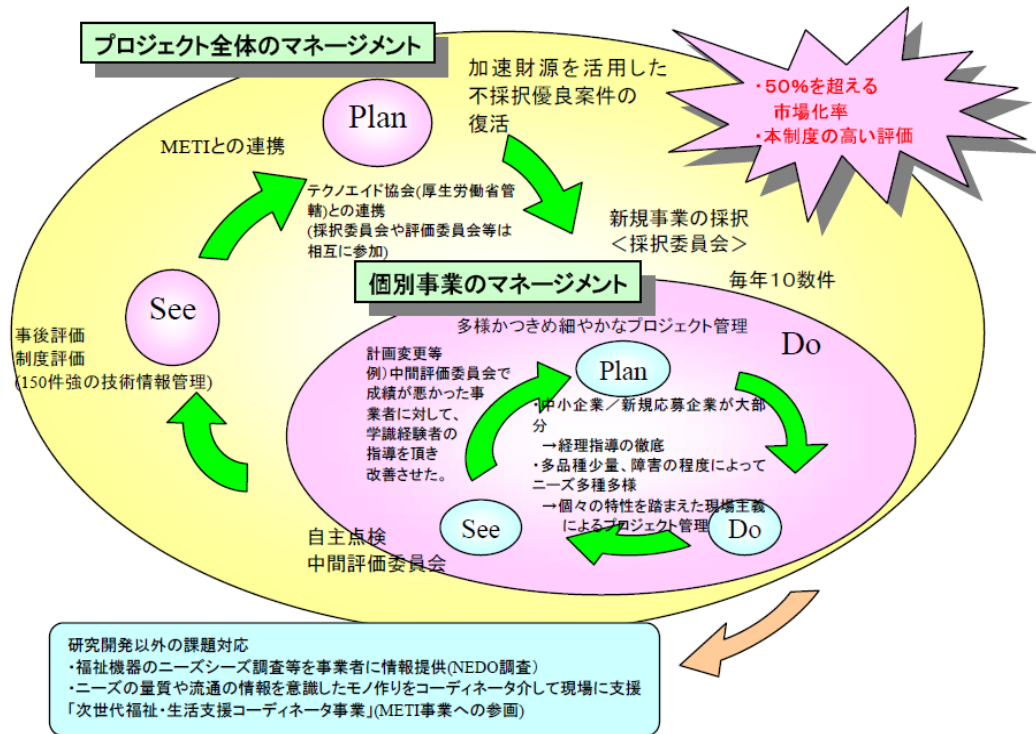 プロジェクト全体のマネージメント
Plan
加速財源を活用した
不採択優良案件の
復活
・50%を超える
市場化率
・本制度の高い評価
METIとの連携
テクノエイド協会(厚生労働省管
轄)との連携
(採択委員会や評価委員会等は
相互に参加)
新規事業の採択
<採択委員会>
毎年10数件
See
事後評価
制度評価
(150件強の技術情報管理)
個別事業のマネージメント
多様かつきめ細やかなプロジェクト管理
Do
計画変更等
例)中間評価委員会で
成績が悪かった事
業者に対して、
学識経験者の
指導を頂き
改善させた。
Plan
・中小企業/新規応募企業が大部
分
→経理指導の徹底
・多品種少量、障害の程度によって
ニーズ多種多様
→個々の特性を踏まえた現場主義
によるプロジェクト管理
See
Do
自主点検
中間評価委員会
研究開発以外の課題対応
・福祉機器のニーズシーズ調査等を事業者に情報提供(NEDO調査)
・ニーズの量質や流通の情報を意識したモノ作りをコーディネータ介して現場に支援
「次世代福祉・生活支援コーディネータ事業」(METI事業への参画)